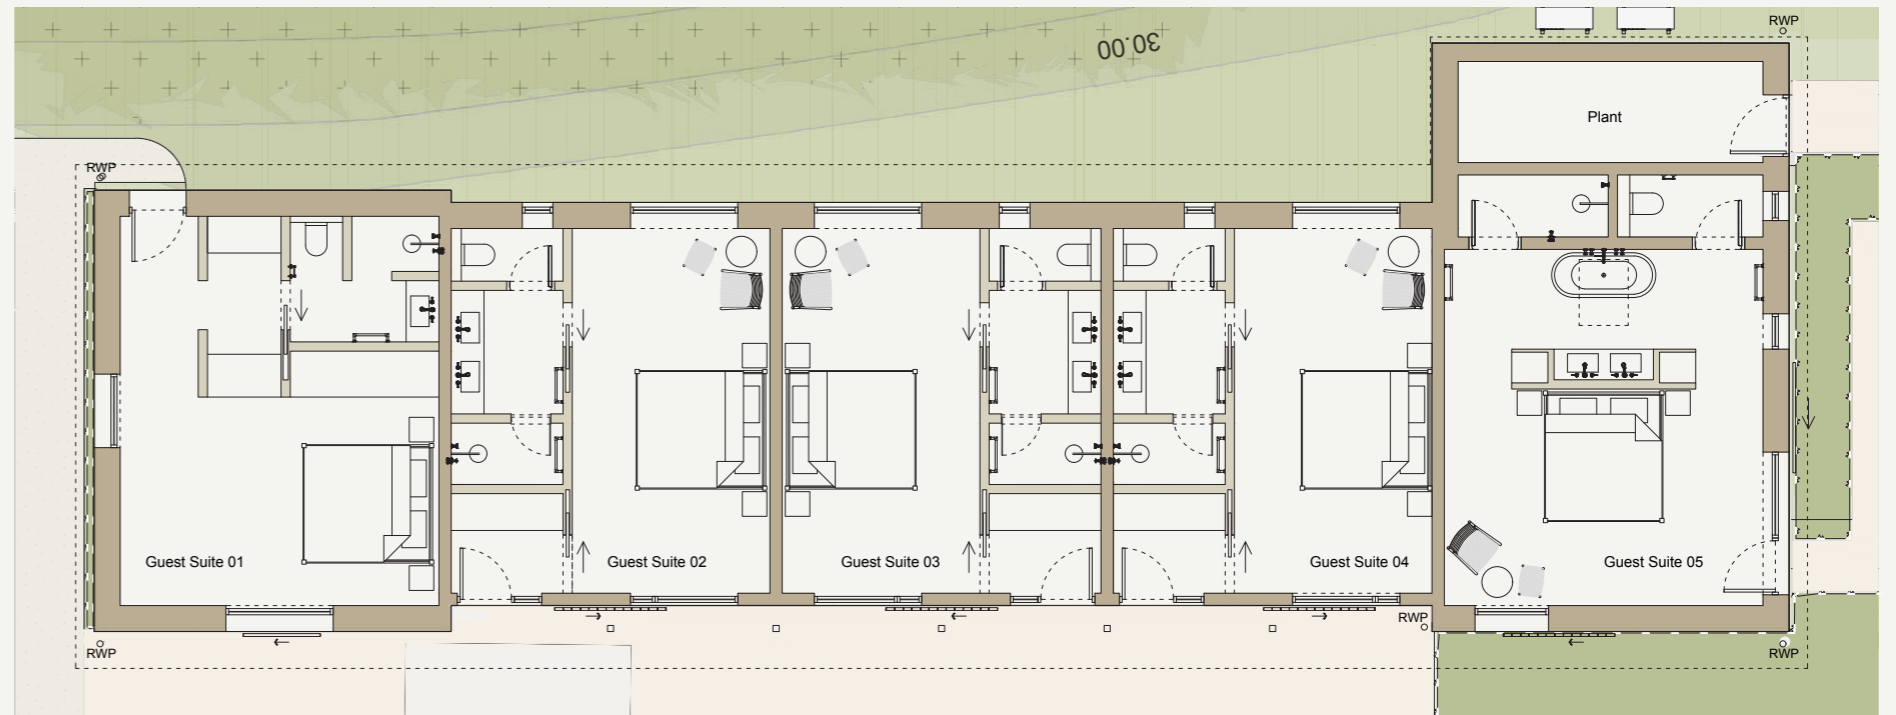 RWP
30.00
Plant
RWP
Guest Suite 01
Guest Suite 02
Guest Suite 03
Guest Suite 04
Guest Suite 05
RWP
RWP
RWP